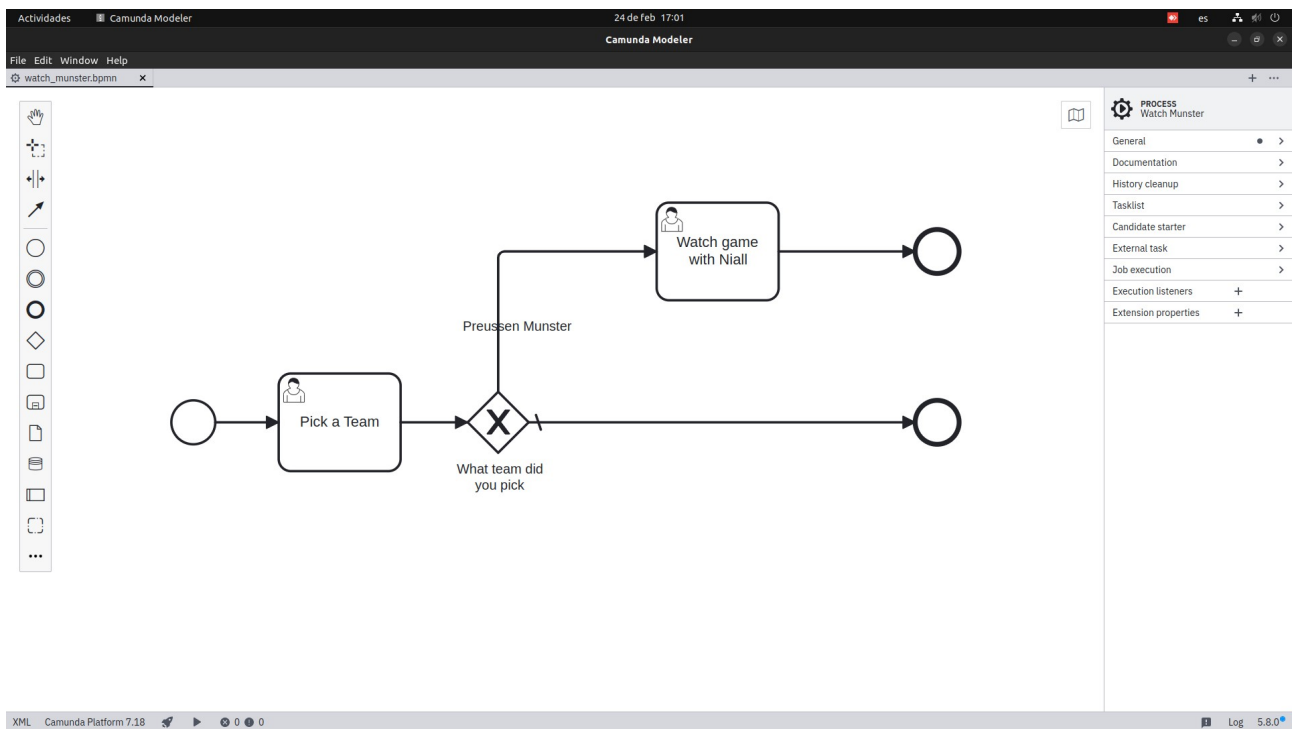 Actividades Camunda Modeler 24 de feb 17:01 es
Camunda Modeler
File Edit Window Help
watch_munster.bpmn
PROCESS
Watch Munster
General
Documentation
History cleanup
Tasklist
Candidate starter
External task
Job execution
Execution listeners
Extension properties
Watch game
with Niall
Preussen Munster
Pick a Team
What team did
you pick
XML Camunda Platform 7.18 0 0 Log 5.8.0